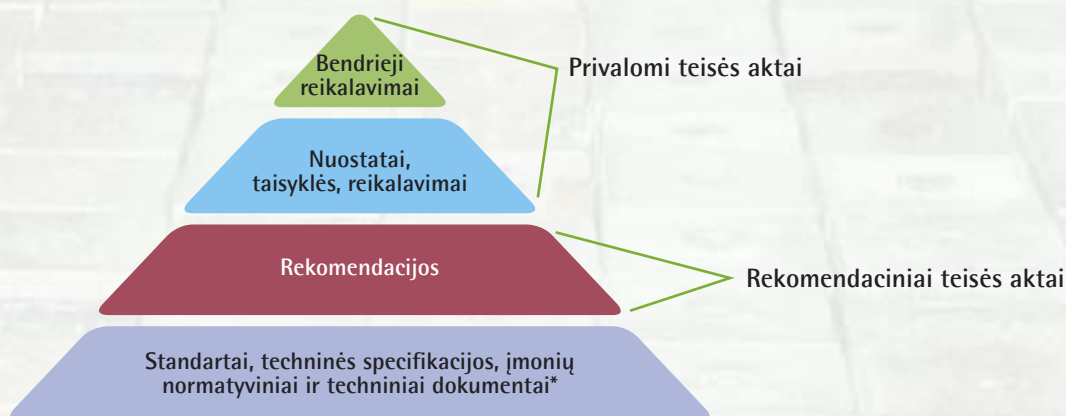 Bendrieji
reikalavimai
Privalomi teisės aktai
Nuostatai,
taisyklės, reikalavimai
Rekomendacijos
Rekomendaciniai teisės aktai
Standartai, techninės specifikacijos, įmonių
normatyviniai ir techniniai dokumentai*